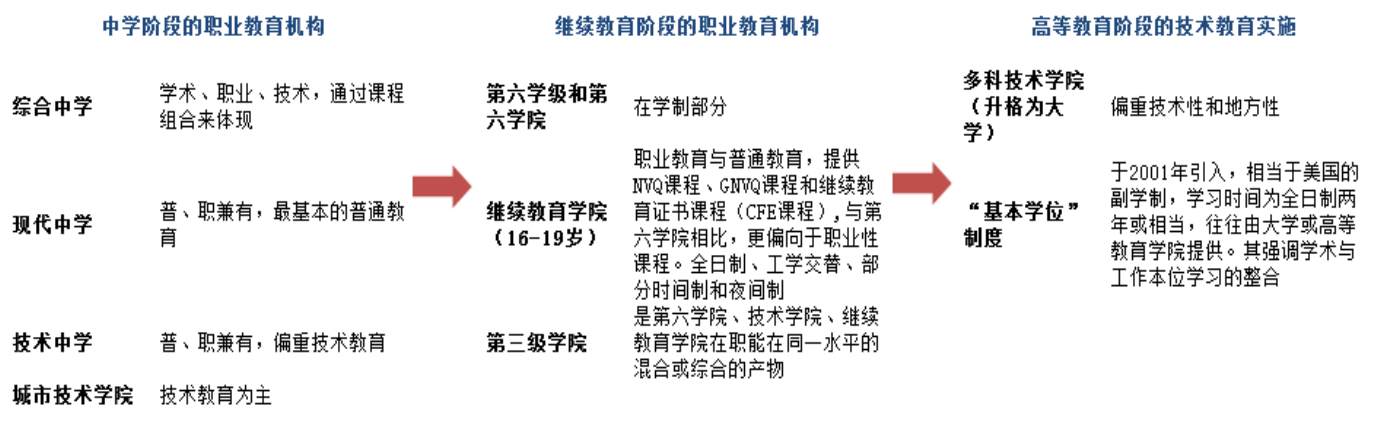 中学阶段的职业教育机构
综合中学
学术、职业、技术，通过课程
组合来体现
现代中学
普、职兼有，最基本的普通教
育
技术中学
普、职兼有，偏重技术教育
城市技术学院
技术教育为主
继续教育阶段的职业教育机构
第六学级和第
六学院
在学制部分
继续教育学院
（16-19岁）
职业教育与普通教育，提供
NVQ课程、GNVQ课程和继续教
育证书课程（CFE课程）,与第
六学院相比，更偏向于职业性
课程。全日制、工学交替、部
分时间制和夜间制
第三级学院
是第六学院、技术学院、继续
教育学院在职能在同一水平的
混合或综合的产物
高等教育阶段的技术教育实施
多科技术学院
（升格为大
学）
偏重技术性和地方性
“基本学位”
制度
于2001年引入，相当于美国的
副学制，学习时间为全日制两
年或相当，往往由大学或高等
教育学院提供。其强调学术与
工作本位学习的整合